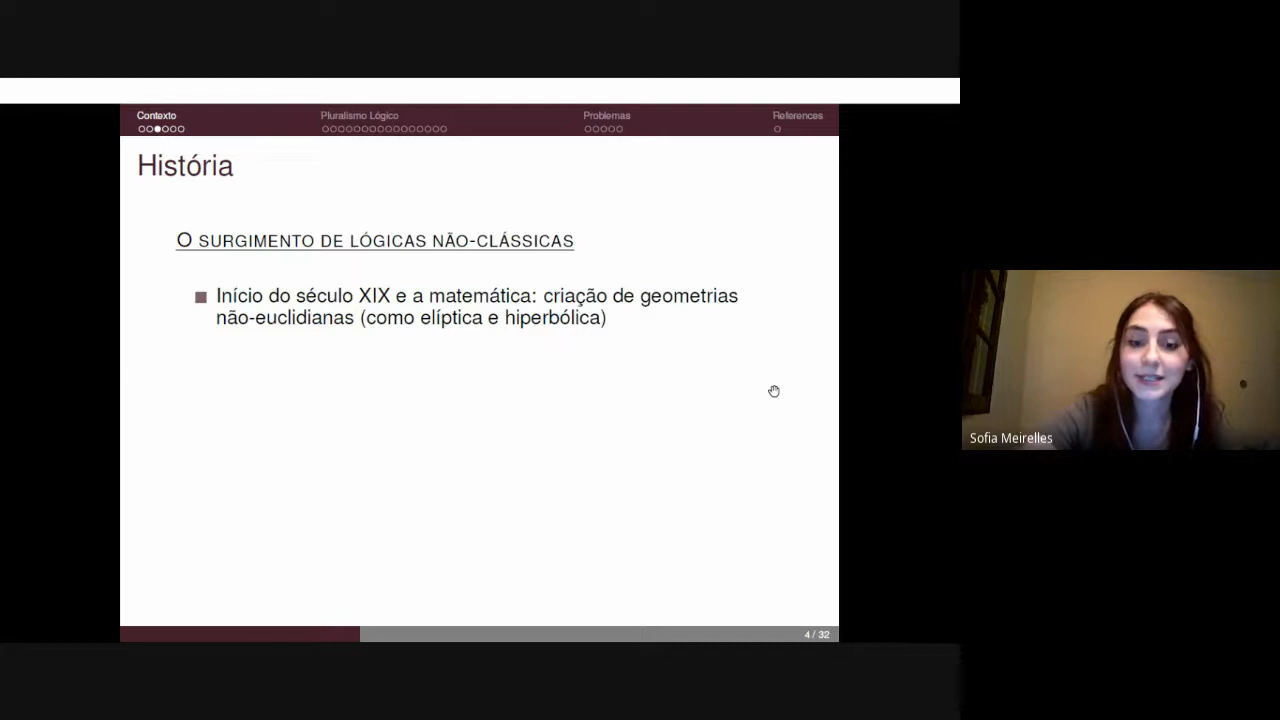 Contexto Pluralismo Lógico Problemas References
História
O SURGIMENTO DE LÓGICAS NÃO-CLÁSSICAS
Início do século XIX e a matemática: criação de geometrias
não-euclidianas (como elíptica e hiperbólica)
Sofia Meirelles
4 / 32